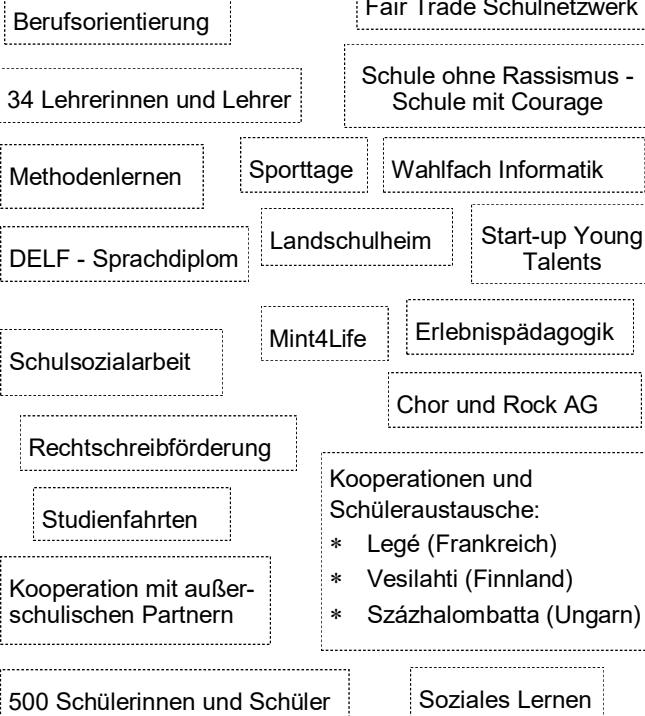 Berufsorientierung
Fair Trade Schulnetzwerk
34 Lehrerinnen und Lehrer
Schule ohne Rassismus -
Schule mit Courage
Methodenlernen
Sporttage
Wahlfach Informatik
DELF - Sprachdiplom
Landschulheim
Start-up Young
Talents
Schulsozialarbeit
Mint4Life
Erlebnispädagogik
Chor und Rock AG
Rechtschreibförderung
Studienfahrten
Kooperationen und
Schüleraustausche:
* Legé (Frankreich)
* Vesilahti (Finnland)
* Százhalombatta (Ungarn)
Kooperation mit außer-
schulischen Partnern
500 Schülerinnen und Schüler
Soziales Lernen